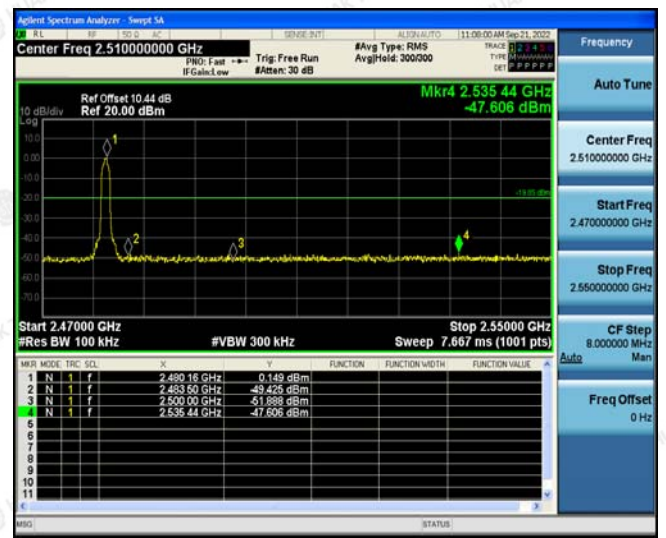 Agilent Spectrum Analyzer - Swept SA
RL RF 50 Ω AC SENSE:INT ALIGN AUTO 11:08:00 AM Sep 21, 2022
Center Freq 2.510000000 GHz #Avg Type: RMS TRACE 1 2 3 4 5 6
PNO: Fast Trig: Free Run Avg|Hold: 300/300 TYPE M
IFGain:Low #Atten: 30 dB DET P P P P P P
Ref Offset 10.44 dB Mkr4 2.535 44 GHz
10 dB/div Ref 20.00 dBm -47.606 dBm
Log
10.0
0.00
-10.0
-20.0
-30.0
-40.0
-50.0
-60.0
-70.0
1
2
3
4
-19.85 dBm
Start 2.47000 GHz Stop 2.55000 GHz
#Res BW 100 kHz #VBW 300 kHz Sweep 7.667 ms (1001 pts)
MKR MODE TRC SCL X Y FUNCTION FUNCTION WIDTH FUNCTION VALUE
1 N 1 f 2.480 16 GHz 0.149 dBm
2 N 1 f 2.483 50 GHz -49.425 dBm
3 N 1 f 2.500 00 GHz -51.888 dBm
4 N 1 f 2.535 44 GHz -47.606 dBm
5
6
7
8
9
10
11
MSG STATUS
Frequency
Auto Tune
Center Freq
2.510000000 GHz
Start Freq
2.470000000 GHz
Stop Freq
2.550000000 GHz
CF Step
8.000000 MHz
Auto Man
Freq Offset
0 Hz